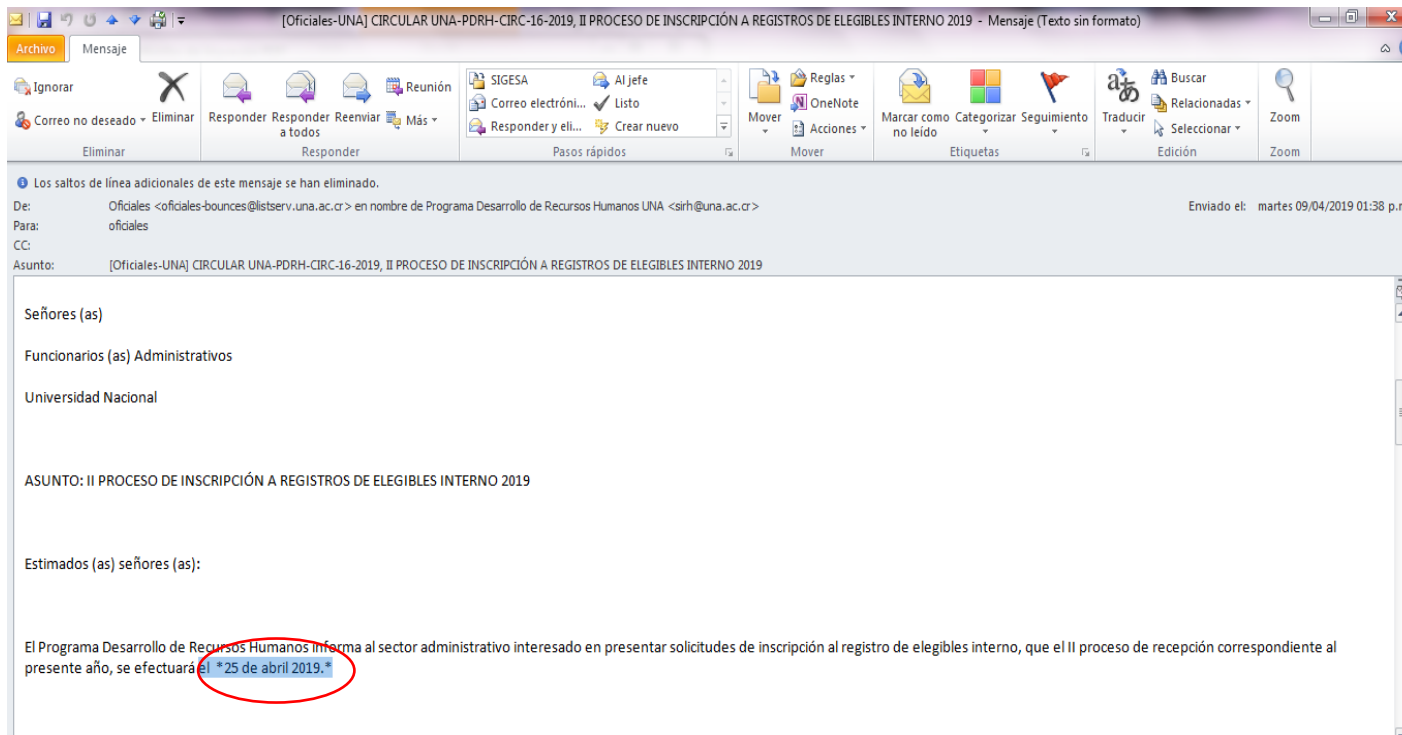 [Oficiales-UNA] CIRCULAR UNA-PDRH-CIRC-16-2019, II PROCESO DE INSCRIPCIÓN A REGISTROS DE ELEGIBLES INTERNO 2019 - Mensaje (Texto sin formato)
Archivo Mensaje
Ignorar
Correo no deseado
Eliminar
Eliminar
Responder
Responder a todos
Reenviar
Reunión
Más
Responder
SIGESA
Correo electróni...
Responder y eli...
Al jefe
Listo
Crear nuevo
Pasos rápidos
Mover
Reglas
OneNote
Acciones
Mover
Marcar como no leído
Categorizar
Seguimiento
Etiquetas
Traducir
Buscar
Relacionadas
Seleccionar
Edición
Zoom
Zoom
Los saltos de línea adicionales de este mensaje se han eliminado.
De: Oficiales <oficiales-bounces@listserv.una.ac.cr> en nombre de Programa Desarrollo de Recursos Humanos UNA <sirh@una.ac.cr> Enviado el: martes 09/04/2019 01:38 p.
Para: oficiales
CC:
Asunto: [Oficiales-UNA] CIRCULAR UNA-PDRH-CIRC-16-2019, II PROCESO DE INSCRIPCIÓN A REGISTROS DE ELEGIBLES INTERNO 2019
Señores (as)
Funcionarios (as) Administrativos
Universidad Nacional
ASUNTO: II PROCESO DE INSCRIPCIÓN A REGISTROS DE ELEGIBLES INTERNO 2019
Estimados (as) señores (as):
El Programa Desarrollo de Recursos Humanos informa al sector administrativo interesado en presentar solicitudes de inscripción al registro de elegibles interno, que el II proceso de recepción correspondiente al
presente año, se efectuará el *25 de abril 2019.*